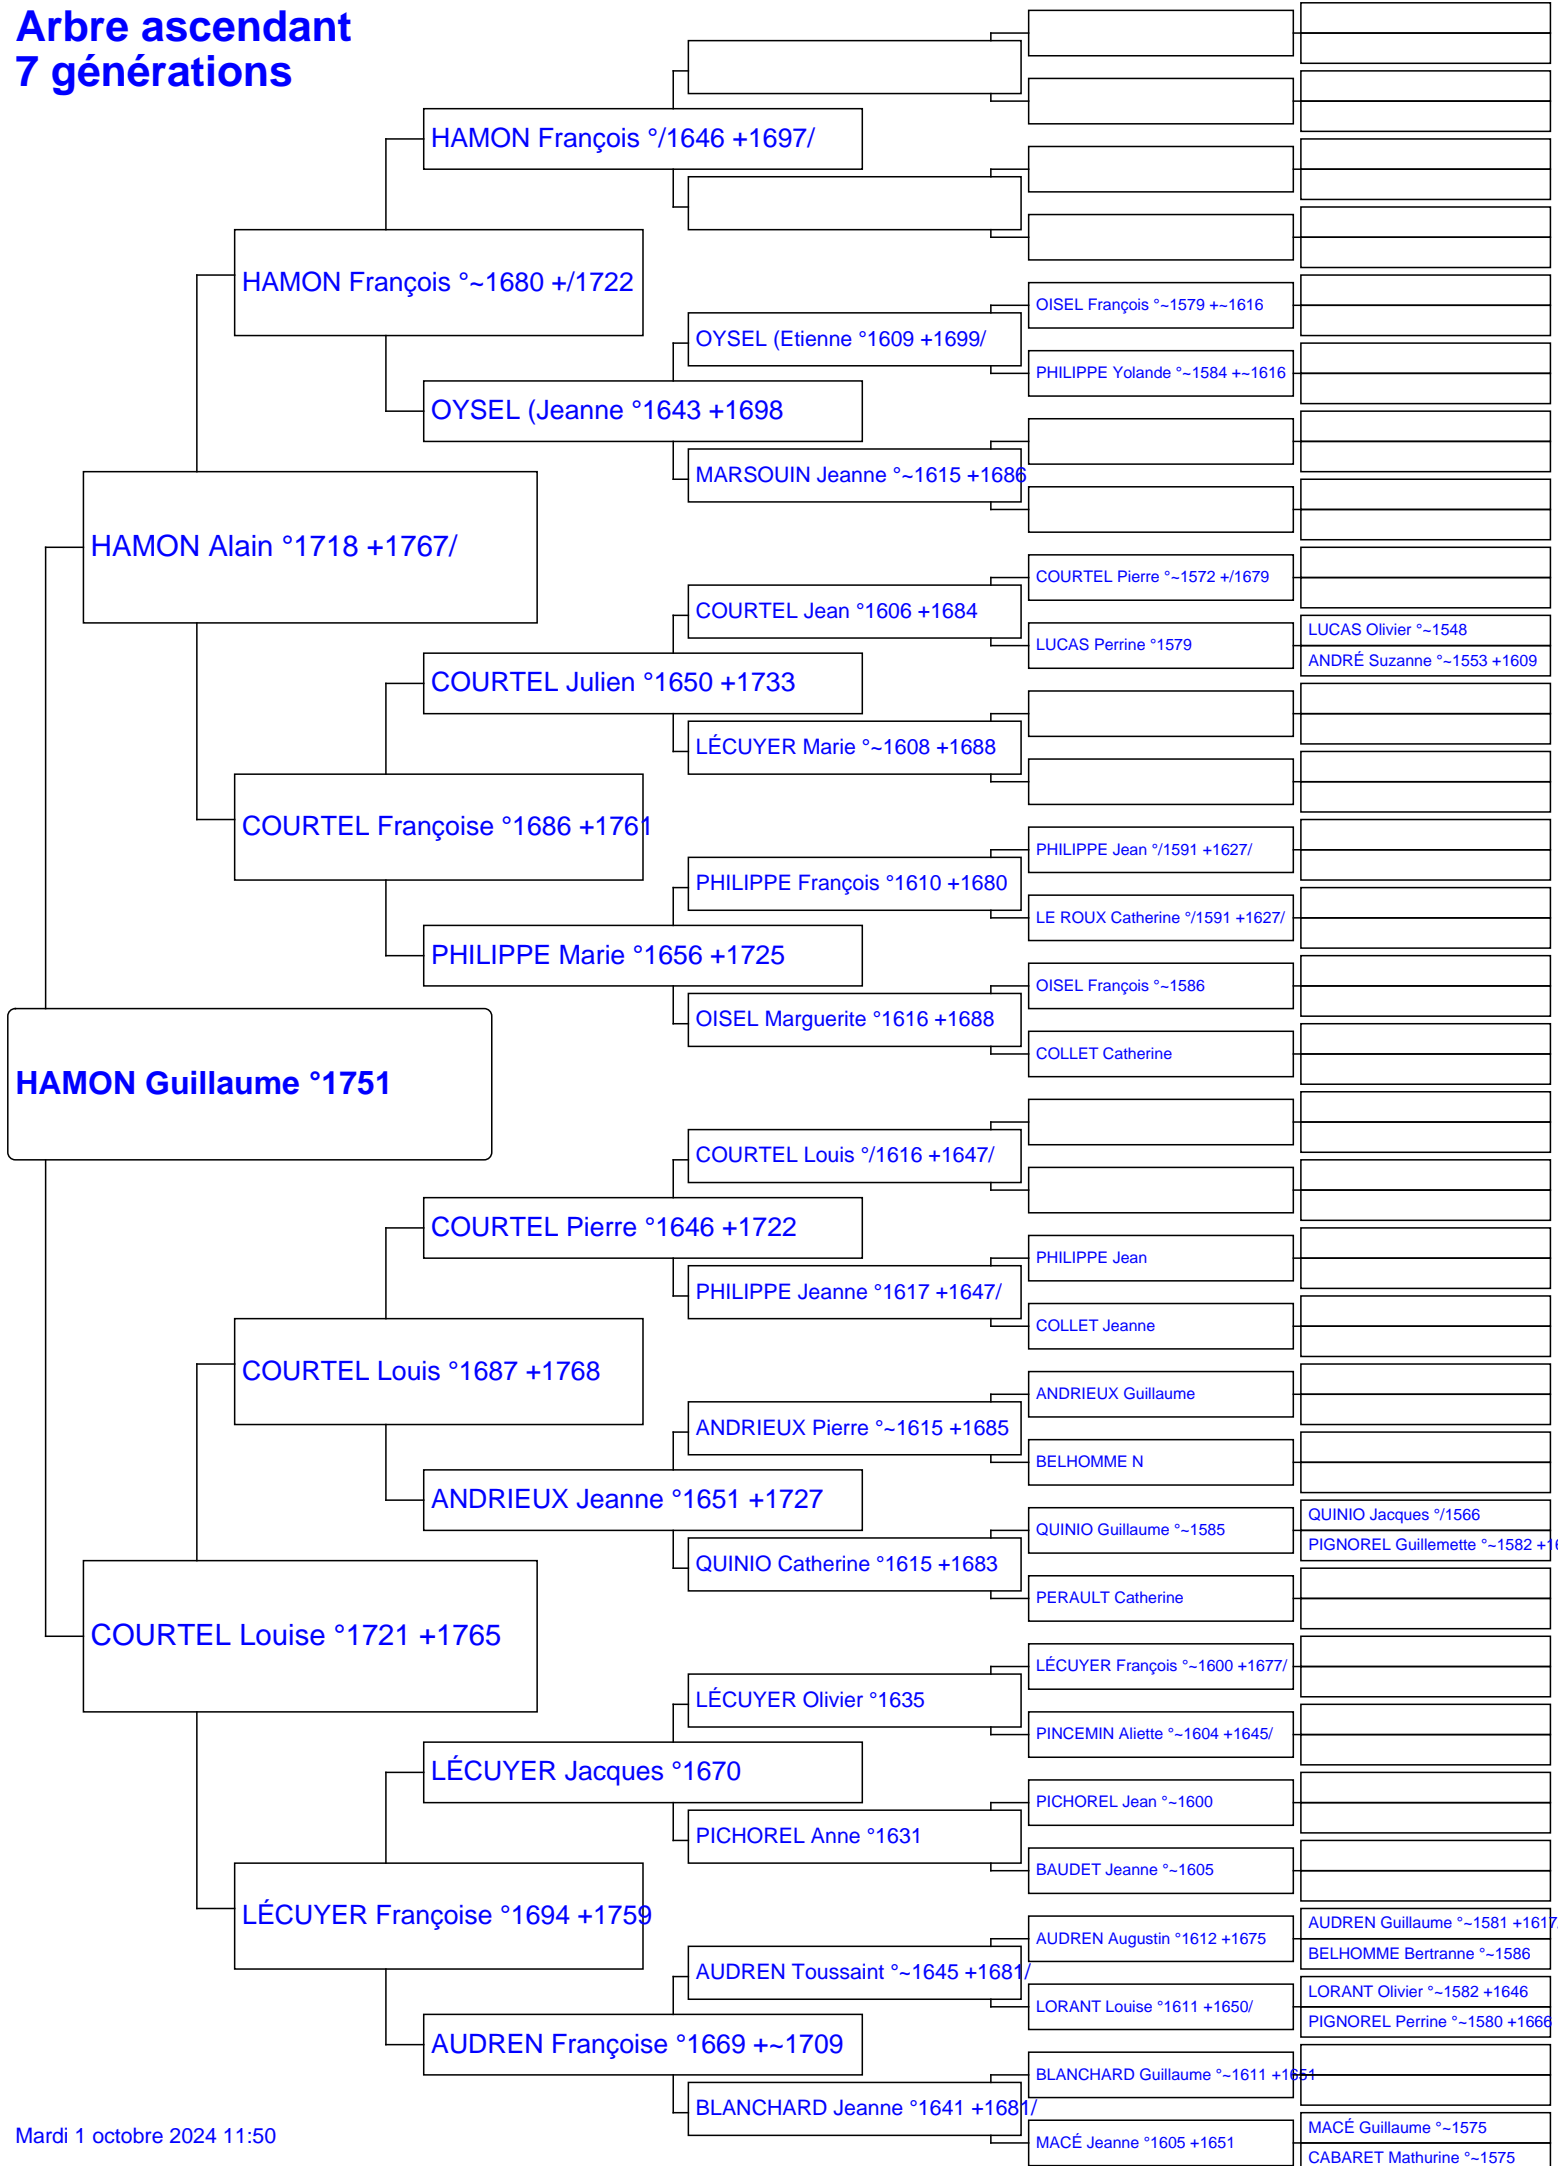 Arbre ascendant
7 générations
HAMON François °/1646 +1697/
HAMON François °~1680 +/1722
OISEL François °~1579 +~1616
OYSEL (Etienne °1609 +1699/
PHILIPPE Yolande °~1584 +~1616
OYSEL (Jeanne °1643 +1698
MARSOUIN Jeanne °~1615 +1686
HAMON Alain °1718 +1767/
COURTEL Pierre °~1572 +/1679
COURTEL Jean °1606 +1684
LUCAS Olivier °~1548
LUCAS Perrine °1579
ANDRÉ Suzanne °~1553 +1609
COURTEL Julien °1650 +1733
LÉCUYER Marie °~1608 +1688
COURTEL Françoise °1686 +1761
PHILIPPE Jean °/1591 +1627/
PHILIPPE François °1610 +1680
LE ROUX Catherine °/1591 +1627/
PHILIPPE Marie °1656 +1725
OISEL François °~1586
OISEL Marguerite °1616 +1688
COLLET Catherine
HAMON Guillaume °1751
COURTEL Louis °/1616 +1647/
COURTEL Pierre °1646 +1722
PHILIPPE Jean
PHILIPPE Jeanne °1617 +1647/
COLLET Jeanne
COURTEL Louis °1687 +1768
ANDRIEUX Guillaume
ANDRIEUX Pierre °~1615 +1685
BELHOMME N
ANDRIEUX Jeanne °1651 +1727
QUINIO Jacques °/1566
QUINIO Guillaume °~1585
PIGNOREL Guillemette °~1582 +1
QUINIO Catherine °1615 +1683
PERAULT Catherine
COURTEL Louise °1721 +1765
LÉCUYER François °~1600 +1677/
LÉCUYER Olivier °1635
PINCEMIN Aliette °~1604 +1645/
LÉCUYER Jacques °1670
PICHOREL Jean °~1600
PICHOREL Anne °1631
BAUDET Jeanne °~1605
LÉCUYER Françoise °1694 +1759
AUDREN Guillaume °~1581 +1617/
AUDREN Augustin °1612 +1675
BELHOMME Bertranne °~1586
AUDREN Toussaint °~1645 +1681/
LORANT Olivier °~1582 +1646
LORANT Louise °1611 +1650/
PIGNOREL Perrine °~1580 +1666
AUDREN Françoise °1669 +~1709
BLANCHARD Guillaume °~1611 +1651
BLANCHARD Jeanne °1641 +1681/
MACÉ Guillaume °~1575
MACÉ Jeanne °1605 +1651
CABARET Mathurine °~1575
Mardi 1 octobre 2024 11:50